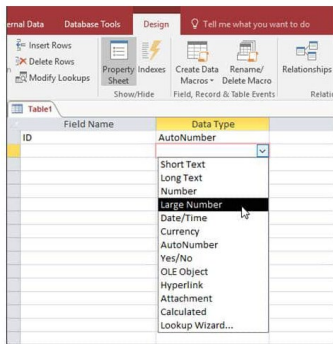 ernal Data Database Tools Design Tell me what you want to do
Insert Rows
Delete Rows
Modify Lookups
Property Sheet
Indexes
Create Data Macros
Rename/ Delete Macro
Relationships
Show/Hide
Field, Record & Table Events
Relati
Table1
Field Name Data Type
ID AutoNumber
Short Text
Long Text
Number
Large Number
Date/Time
Currency
AutoNumber
Yes/No
OLE Object
Hyperlink
Attachment
Calculated
Lookup Wizard...